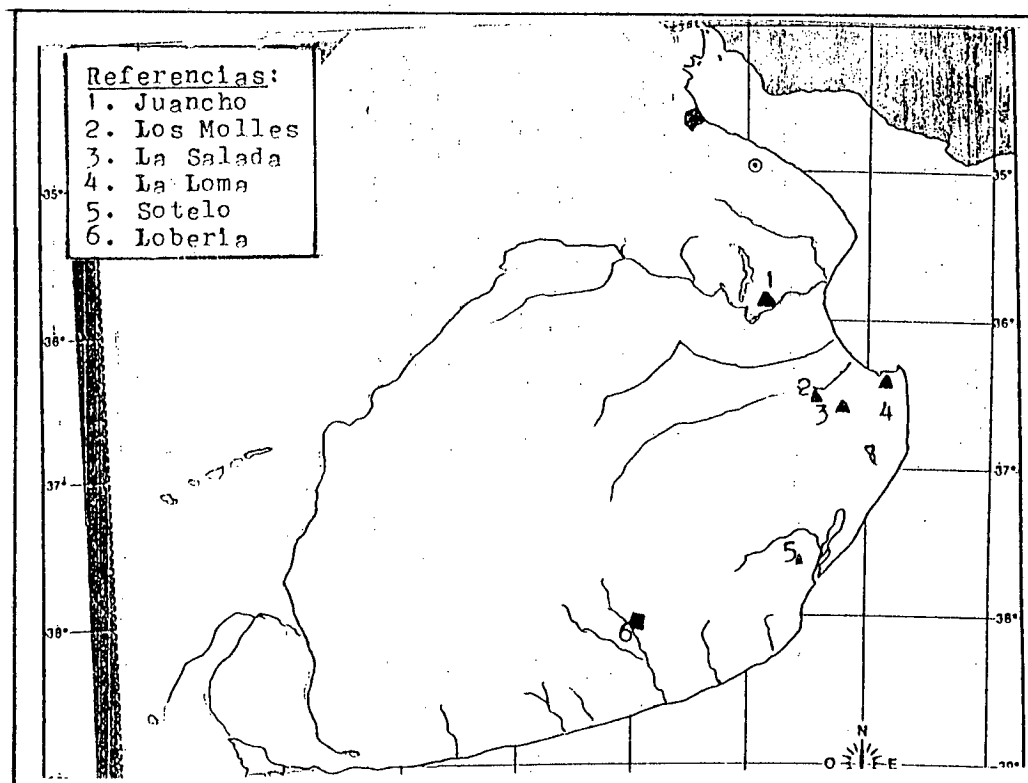 Referencias:
1. Juancho
2. Los Molles
3. La Salada
4. La Loma
5. Sotelo
6. Loberia
35°
35°
1
36°
36°
2
3
4
37°
37°
5
38°
38°
6
N
O
E